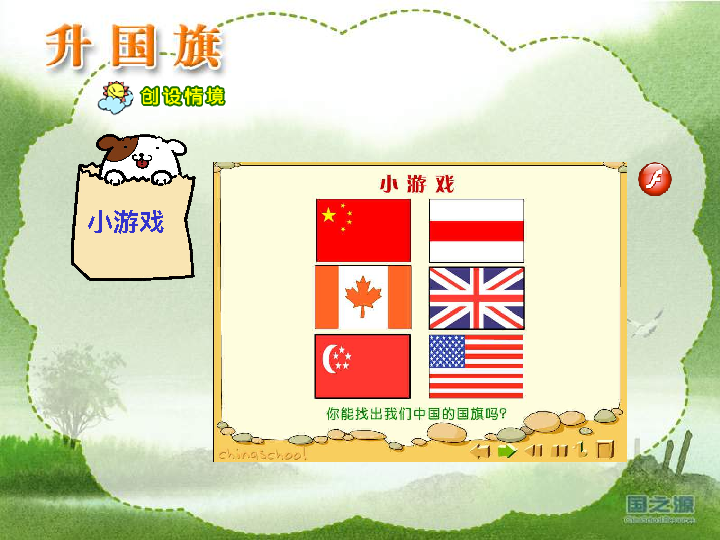 升国旗
创设情境
小游戏
小游戏
你能找出我们中国的国旗吗？
chinaschool
国之源